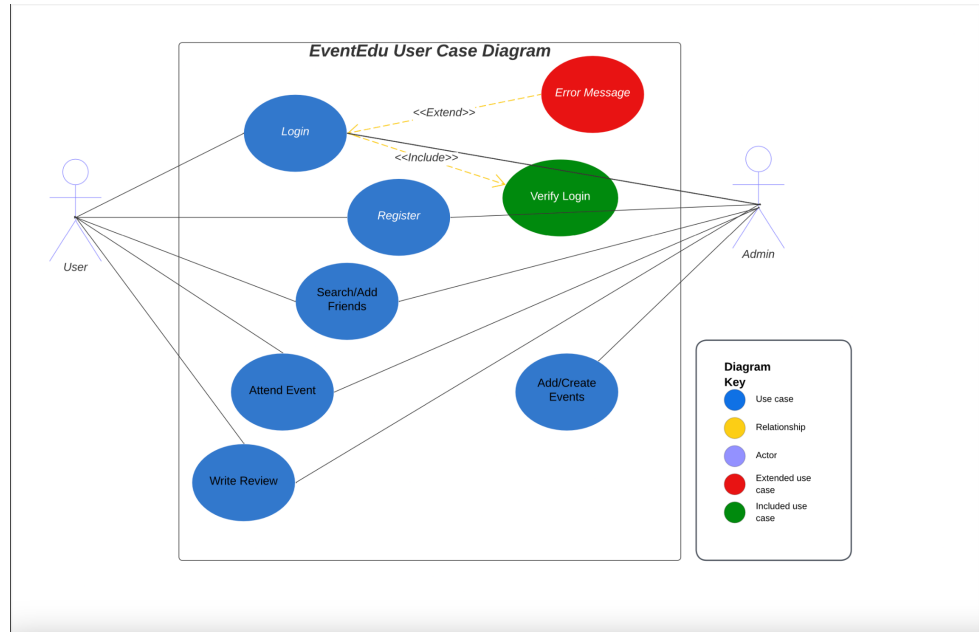 EventEdu User Case Diagram
Error Message
<<Extend>>
Login
<<Include>>
Verify Login
Register
User
Admin
Search/Add
Friends
Attend Event
Add/Create
Events
Write Review
Diagram
Key
Use case
Relationship
Actor
Extended use
case
Included use
case